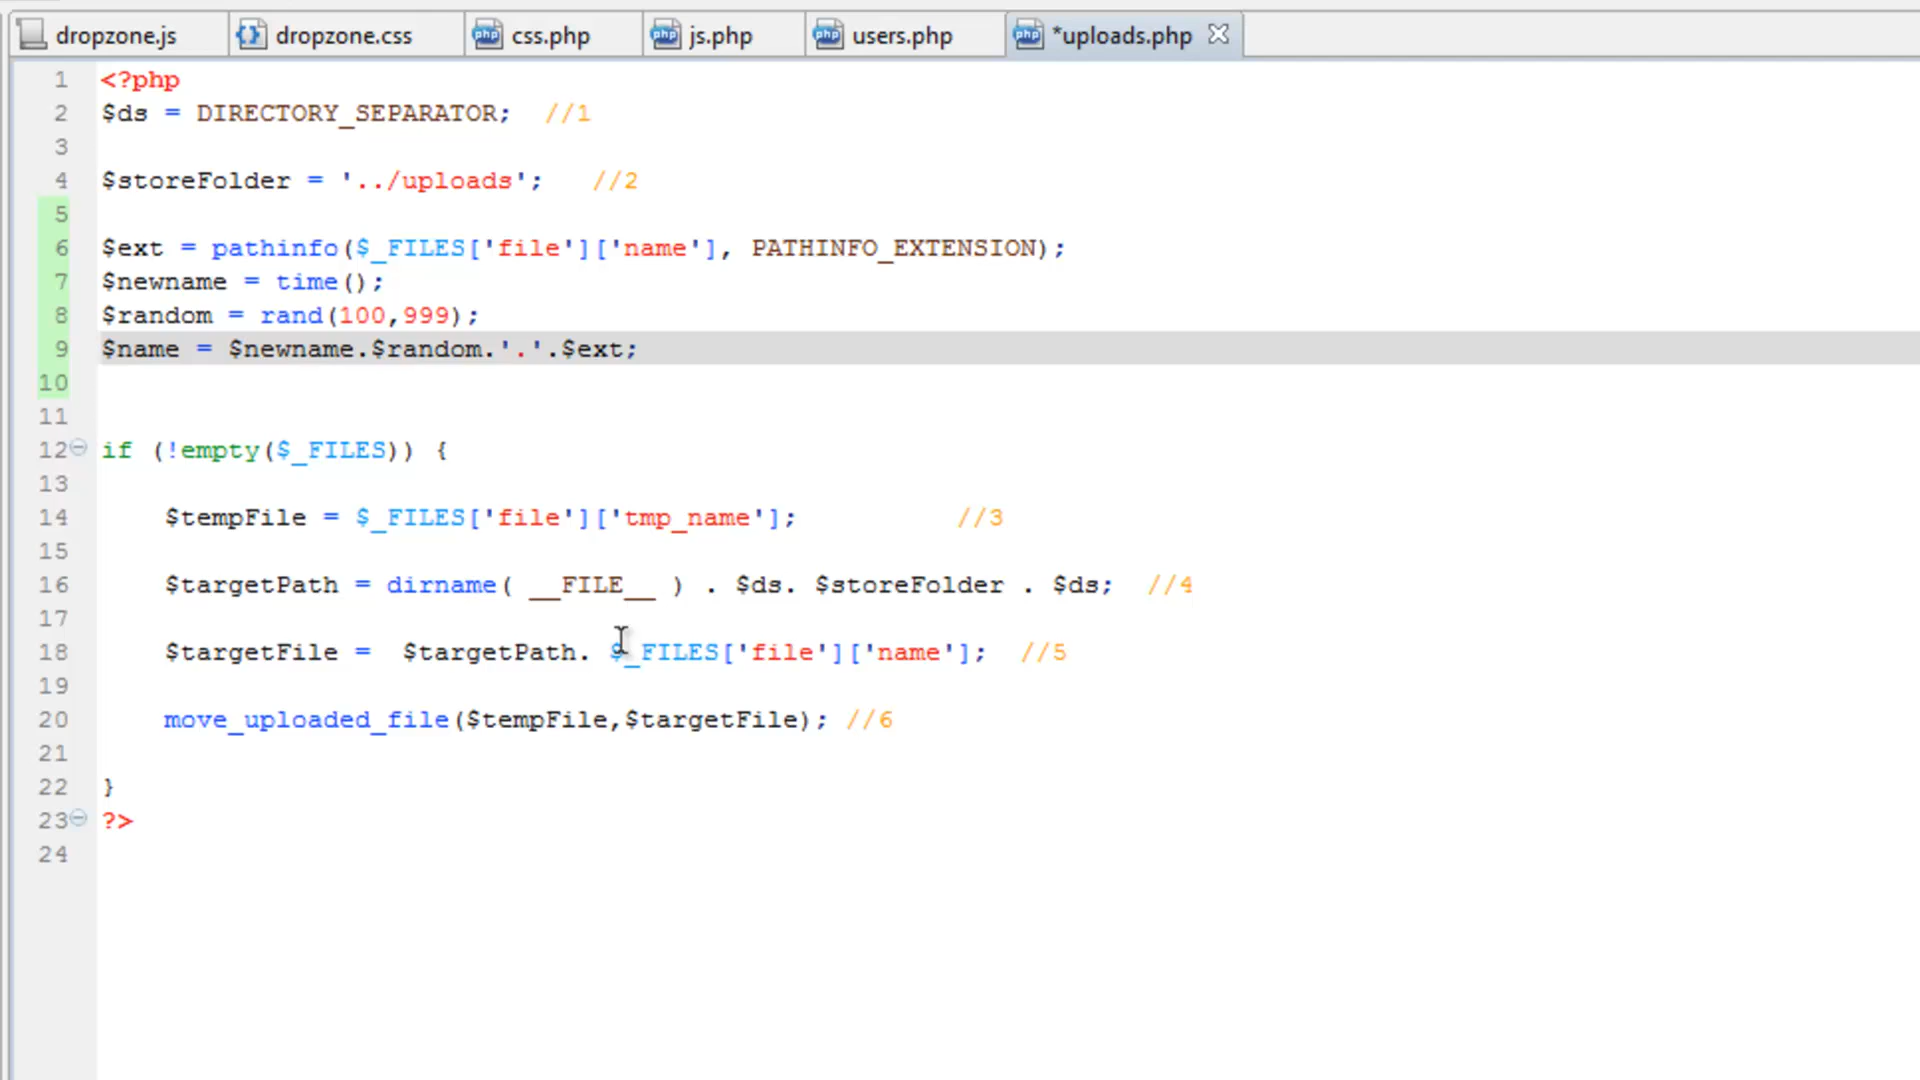 dropzone.js dropzone.css css.php js.php users.php *uploads.php
1 <?php
2 $ds = DIRECTORY_SEPARATOR;  //1
3
4 $storeFolder = '../uploads';   //2
5
6 $ext = pathinfo($_FILES['file']['name'], PATHINFO_EXTENSION);
7 $newname = time();
8 $random = rand(100,999);
9 $name = $newname.$random.'.'.$ext;
10
11
12 if (!empty($_FILES)) {
13
14     $tempFile = $_FILES['file']['tmp_name'];          //3
15
16     $targetPath = dirname( __FILE__ ) . $ds. $storeFolder . $ds;  //4
17
18     $targetFile =  $targetPath. $_FILES['file']['name'];  //5
19
20     move_uploaded_file($tempFile,$targetFile); //6
21
22 }
23 ?>
24